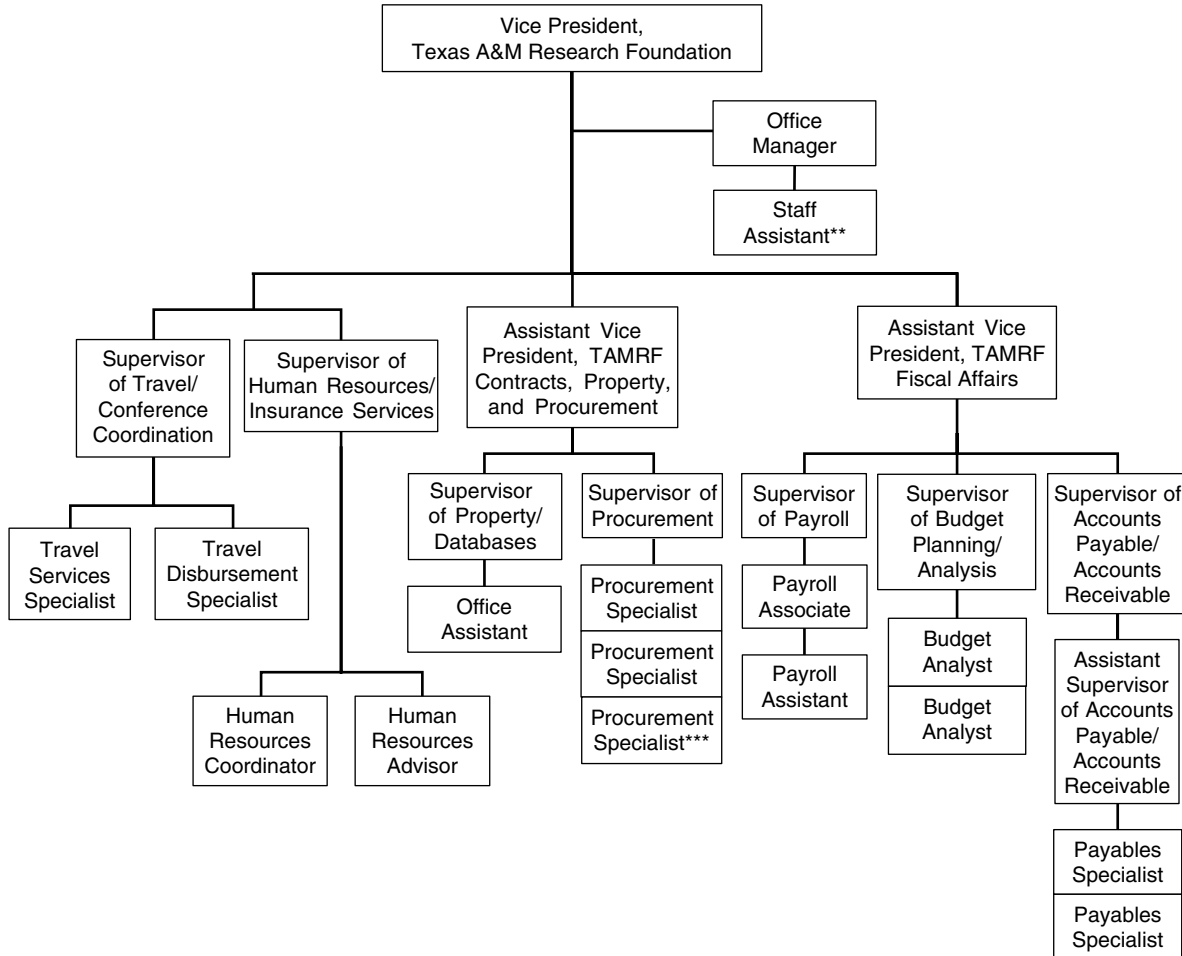 Vice President,
Texas A&M Research Foundation
Office
Manager
Staff
Assistant**
Supervisor
of Travel/
Conference
Coordination
Supervisor of
Human Resources/
Insurance Services
Assistant Vice
President, TAMRF
Contracts, Property,
and Procurement
Assistant Vice
President, TAMRF
Fiscal Affairs
Travel
Services
Specialist
Travel
Disbursement
Specialist
Human
Resources
Coordinator
Human
Resources
Advisor
Supervisor
of Property/
Databases
Office
Assistant
Supervisor of
Procurement
Procurement
Specialist
Procurement
Specialist
Procurement
Specialist***
Supervisor
of Payroll
Payroll
Associate
Payroll
Assistant
Supervisor
of Budget
Planning/
Analysis
Budget
Analyst
Budget
Analyst
Supervisor of
Accounts
Payable/
Accounts
Receivable
Assistant
Supervisor
of Accounts
Payable/
Accounts
Receivable
Payables
Specialist
Payables
Specialist